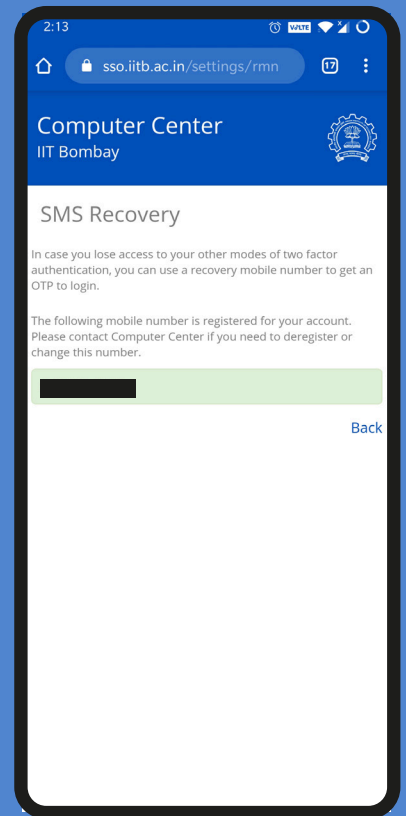 2:13
VoLTE
sso.iitb.ac.in/settings/rmn
17
Computer Center
IIT Bombay
SMS Recovery
In case you lose access to your other modes of two factor
authentication, you can use a recovery mobile number to get an
OTP to login.
The following mobile number is registered for your account.
Please contact Computer Center if you need to deregister or
change this number.
Back